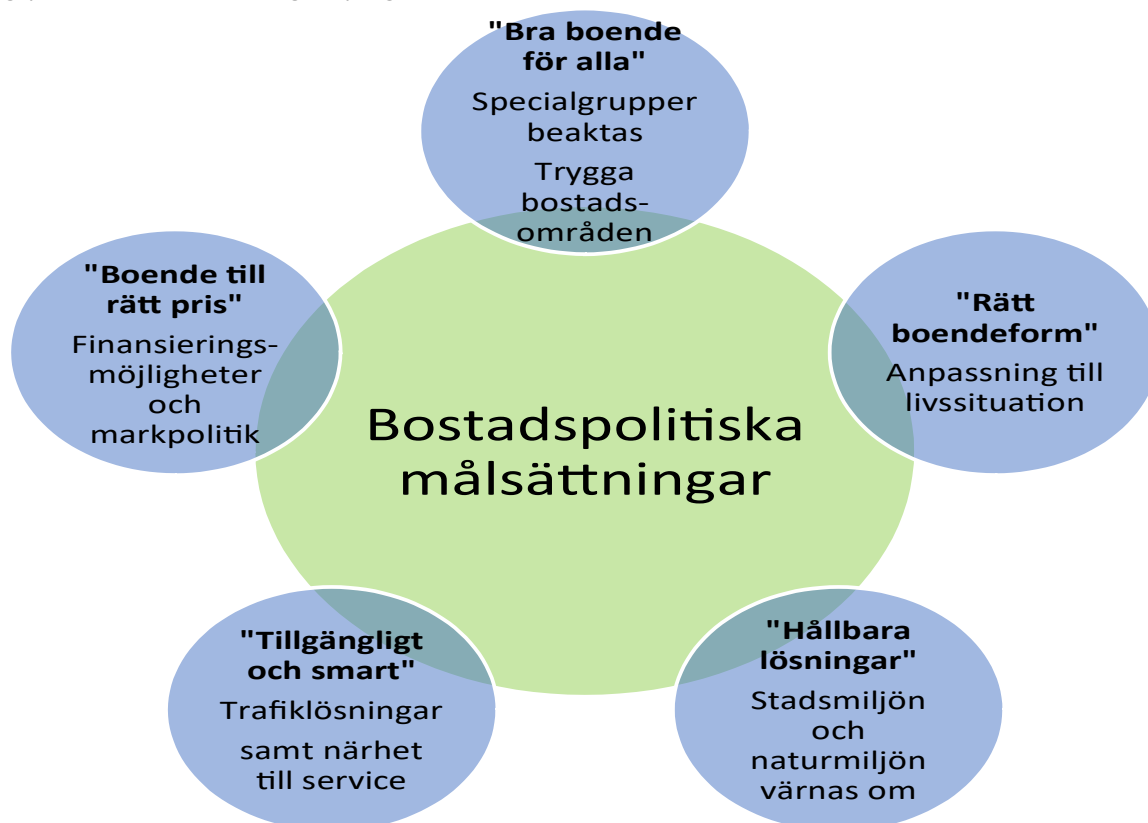 "Bra boende
för alla"
Specialgrupper
beaktas
Trygga
bostads-
områden
"Boende till
rätt pris"
Finansierings-
möjligheter
och
markpolitik
"Rätt
boendeform"
Anpassning till
livssituation
Bostadspolitiska
målsättningar
"Tillgängligt
och smart"
Trafiklösningar
samt närhet
till service
"Hållbara
lösningar"
Stadsmiljön
och
naturmiljön
värnas om